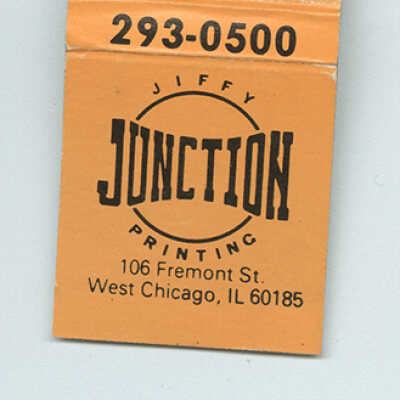 293-0500
JIFFY
JUNCTION
PRINTING
106 Fremont St.
West Chicago, IL 60185